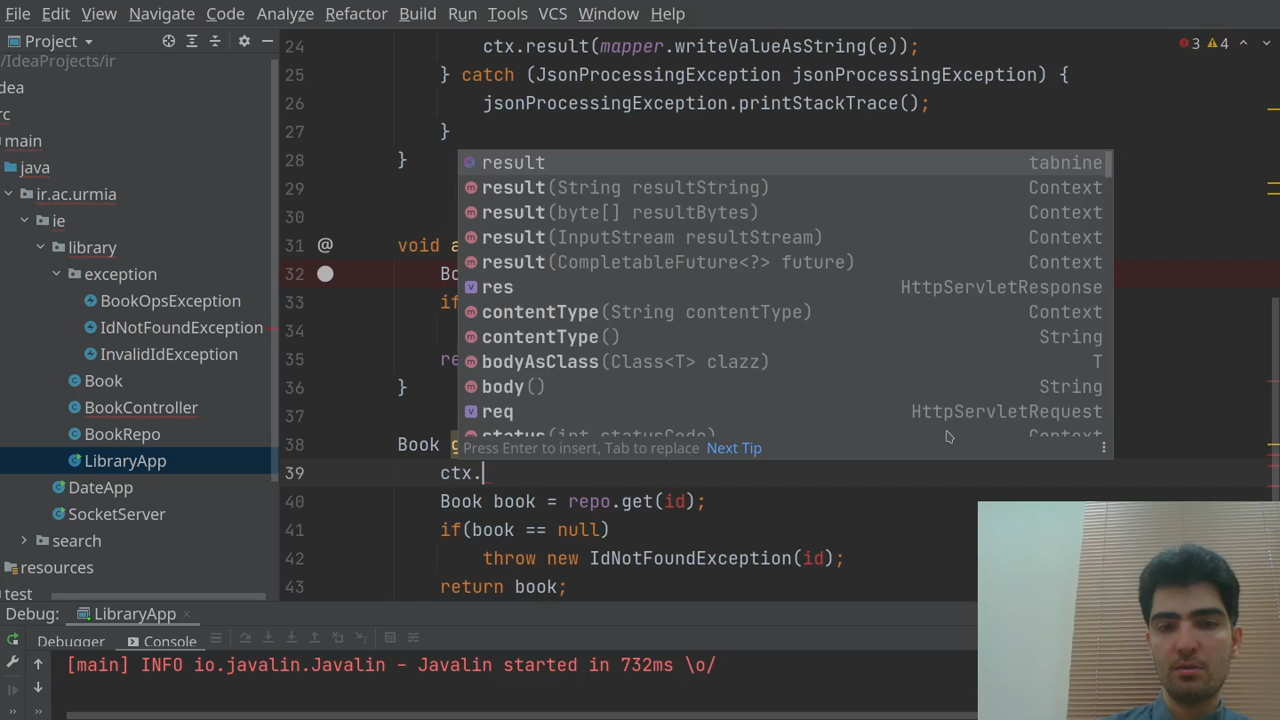 File Edit View Navigate Code Analyze Refactor Build Run Tools VCS Window Help
Project
/IdeaProjects/ir
dea
rc
main
java
ir.ac.urmia
ie
library
exception
BookOpsException
IdNotFoundException
InvalidIdException
Book
BookController
BookRepo
LibraryApp
DateApp
SocketServer
search
resources
test
3 4
24 ctx.result(mapper.writeValueAsString(e));
25 } catch (JsonProcessingException jsonProcessingException) {
26 jsonProcessingException.printStackTrace();
27 }
28 }
29
30
31 @ void a
32 Bo
33 if
34
35 re
36 }
37
38 Book g
39 ctx.
40 Book book = repo.get(id);
41 if(book == null)
42 throw new IdNotFoundException(id);
43 return book;
result tabnine
result(String resultString) Context
result(byte[] resultBytes) Context
result(InputStream resultStream) Context
result(CompletableFuture<?> future) Context
res HttpServletResponse
contentType(String contentType) Context
contentType() String
bodyAsClass(Class<T> clazz) T
body() String
req HttpServletRequest
status(int statusCode) Context
Press Enter to insert, Tab to replace Next Tip
Debug: LibraryApp
Debugger Console
[main] INFO io.javalin.Javalin - Javalin started in 732ms \o/